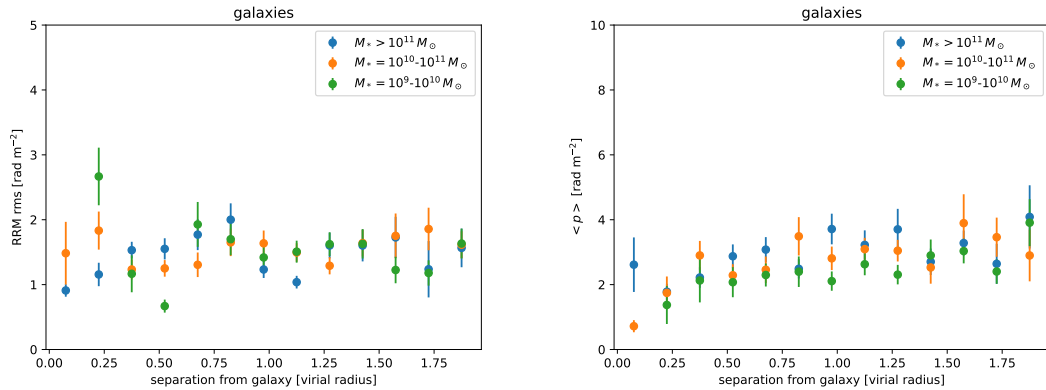 galaxies
5
4
3
2
1
0
RRM rms [rad m⁻²]
M* > 10¹¹ M⊙
M* = 10¹⁰-10¹¹ M⊙
M* = 10⁹-10¹⁰ M⊙
0.00 0.25 0.50 0.75 1.00 1.25 1.50 1.75
separation from galaxy [virial radius]
galaxies
10
8
6
4
2
0
< p > [rad m⁻²]
M* > 10¹¹ M⊙
M* = 10¹⁰-10¹¹ M⊙
M* = 10⁹-10¹⁰ M⊙
0.00 0.25 0.50 0.75 1.00 1.25 1.50 1.75
separation from galaxy [virial radius]